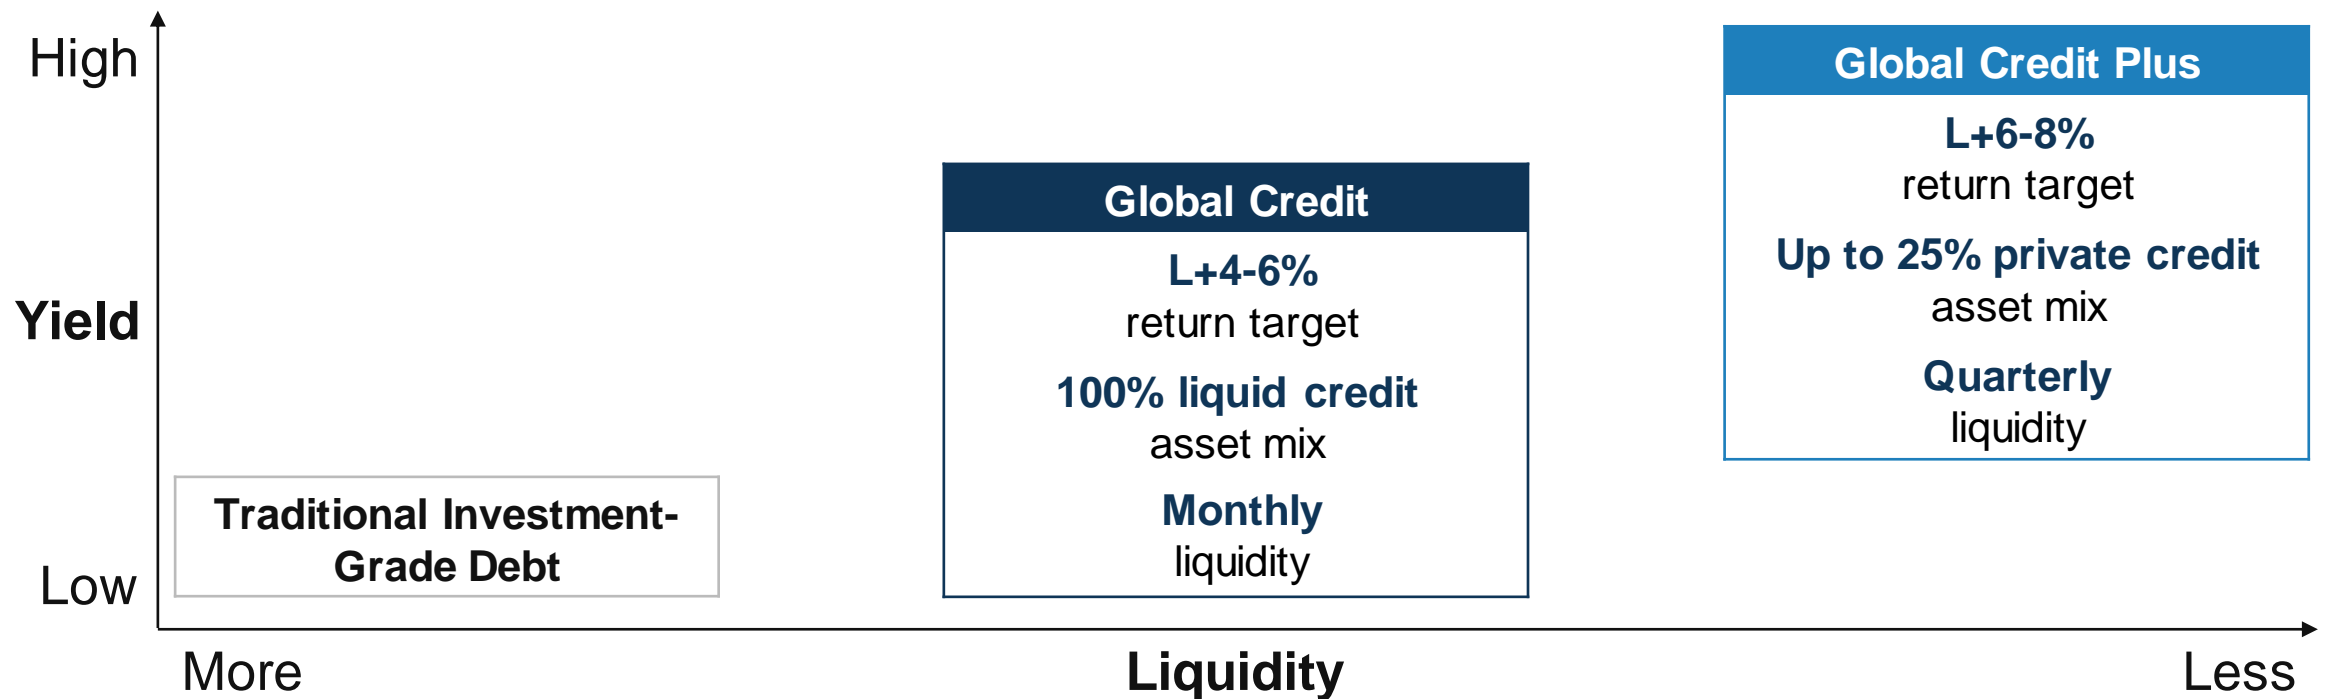 High
Yield
Low
Traditional Investment-
Grade Debt
Global Credit
L+4-6%
return target
100% liquid credit
asset mix
Monthly
liquidity
Global Credit Plus
L+6-8%
return target
Up to 25% private credit
asset mix
Quarterly
liquidity
More
Liquidity
Less